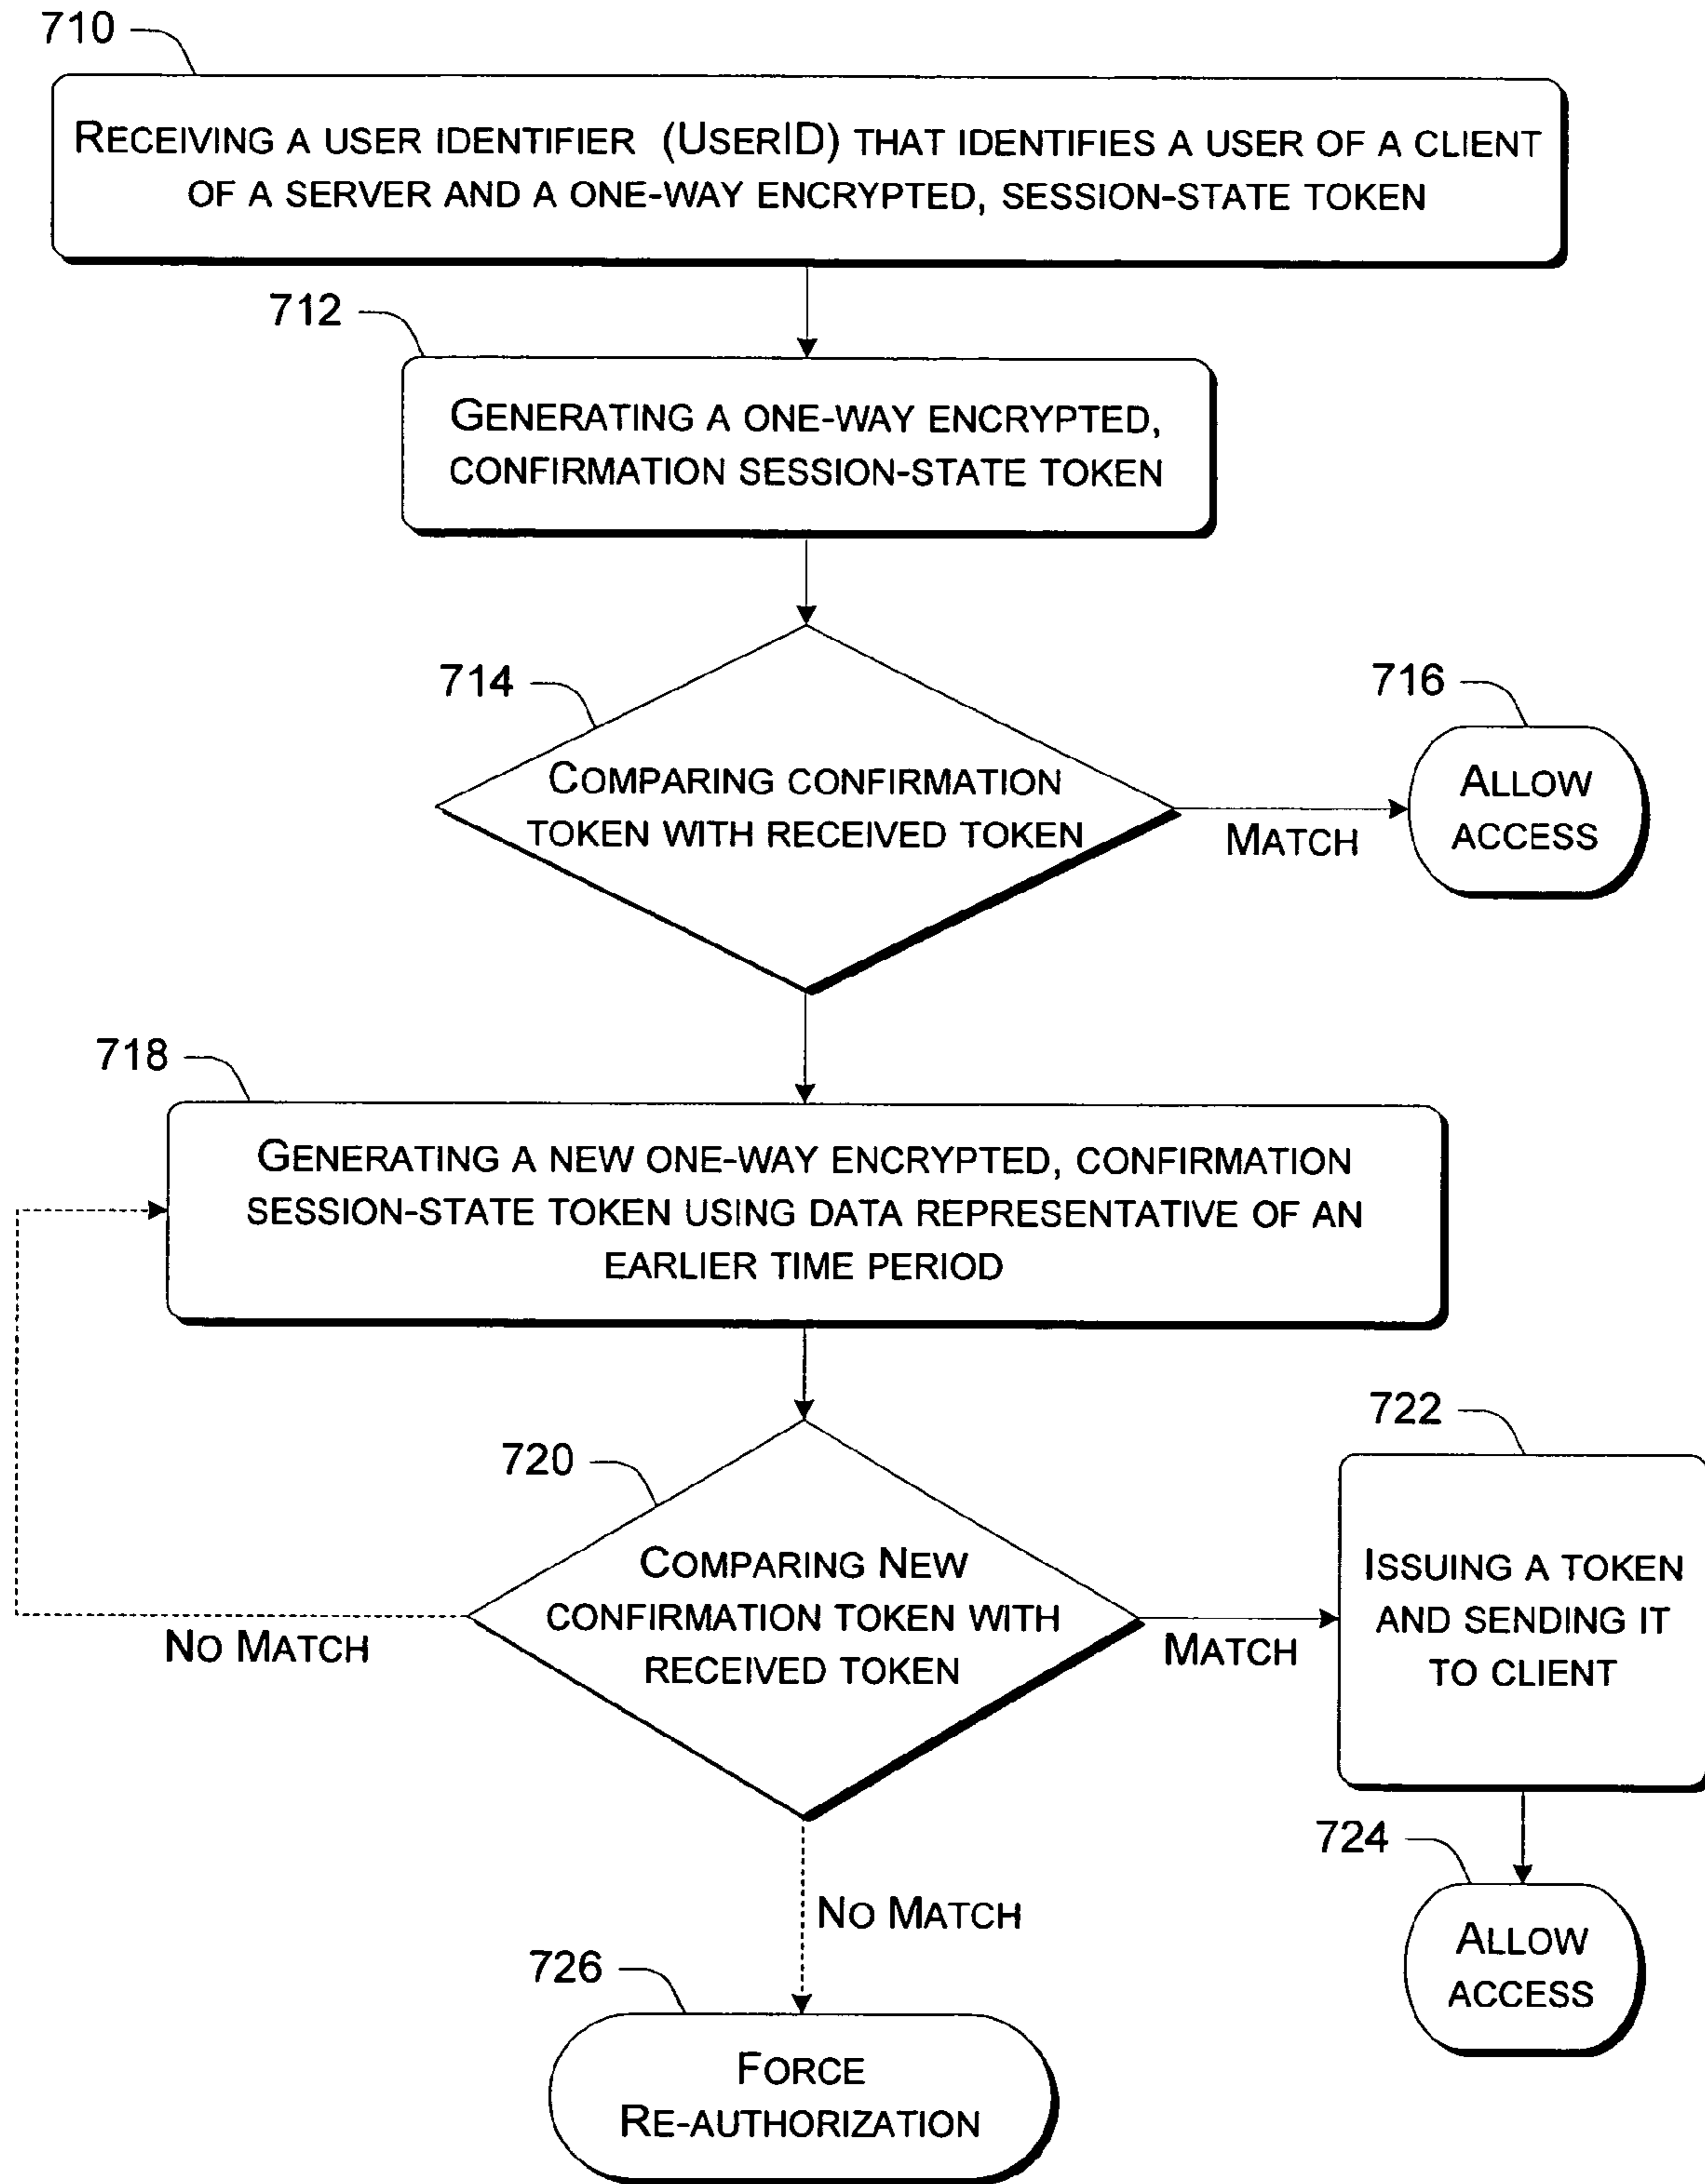 710
RECEIVING A USER IDENTIFIER (USERID) THAT IDENTIFIES A USER OF A CLIENT
OF A SERVER AND A ONE-WAY ENCRYPTED, SESSION-STATE TOKEN
712
GENERATING A ONE-WAY ENCRYPTED,
CONFIRMATION SESSION-STATE TOKEN
714
COMPARING CONFIRMATION
TOKEN WITH RECEIVED TOKEN
MATCH
716
ALLOW
ACCESS
718
GENERATING A NEW ONE-WAY ENCRYPTED, CONFIRMATION
SESSION-STATE TOKEN USING DATA REPRESENTATIVE OF AN
EARLIER TIME PERIOD
720
COMPARING NEW
CONFIRMATION TOKEN WITH
RECEIVED TOKEN
NO MATCH
MATCH
722
ISSUING A TOKEN
AND SENDING IT
TO CLIENT
724
ALLOW
ACCESS
NO MATCH
726
FORCE
RE-AUTHORIZATION